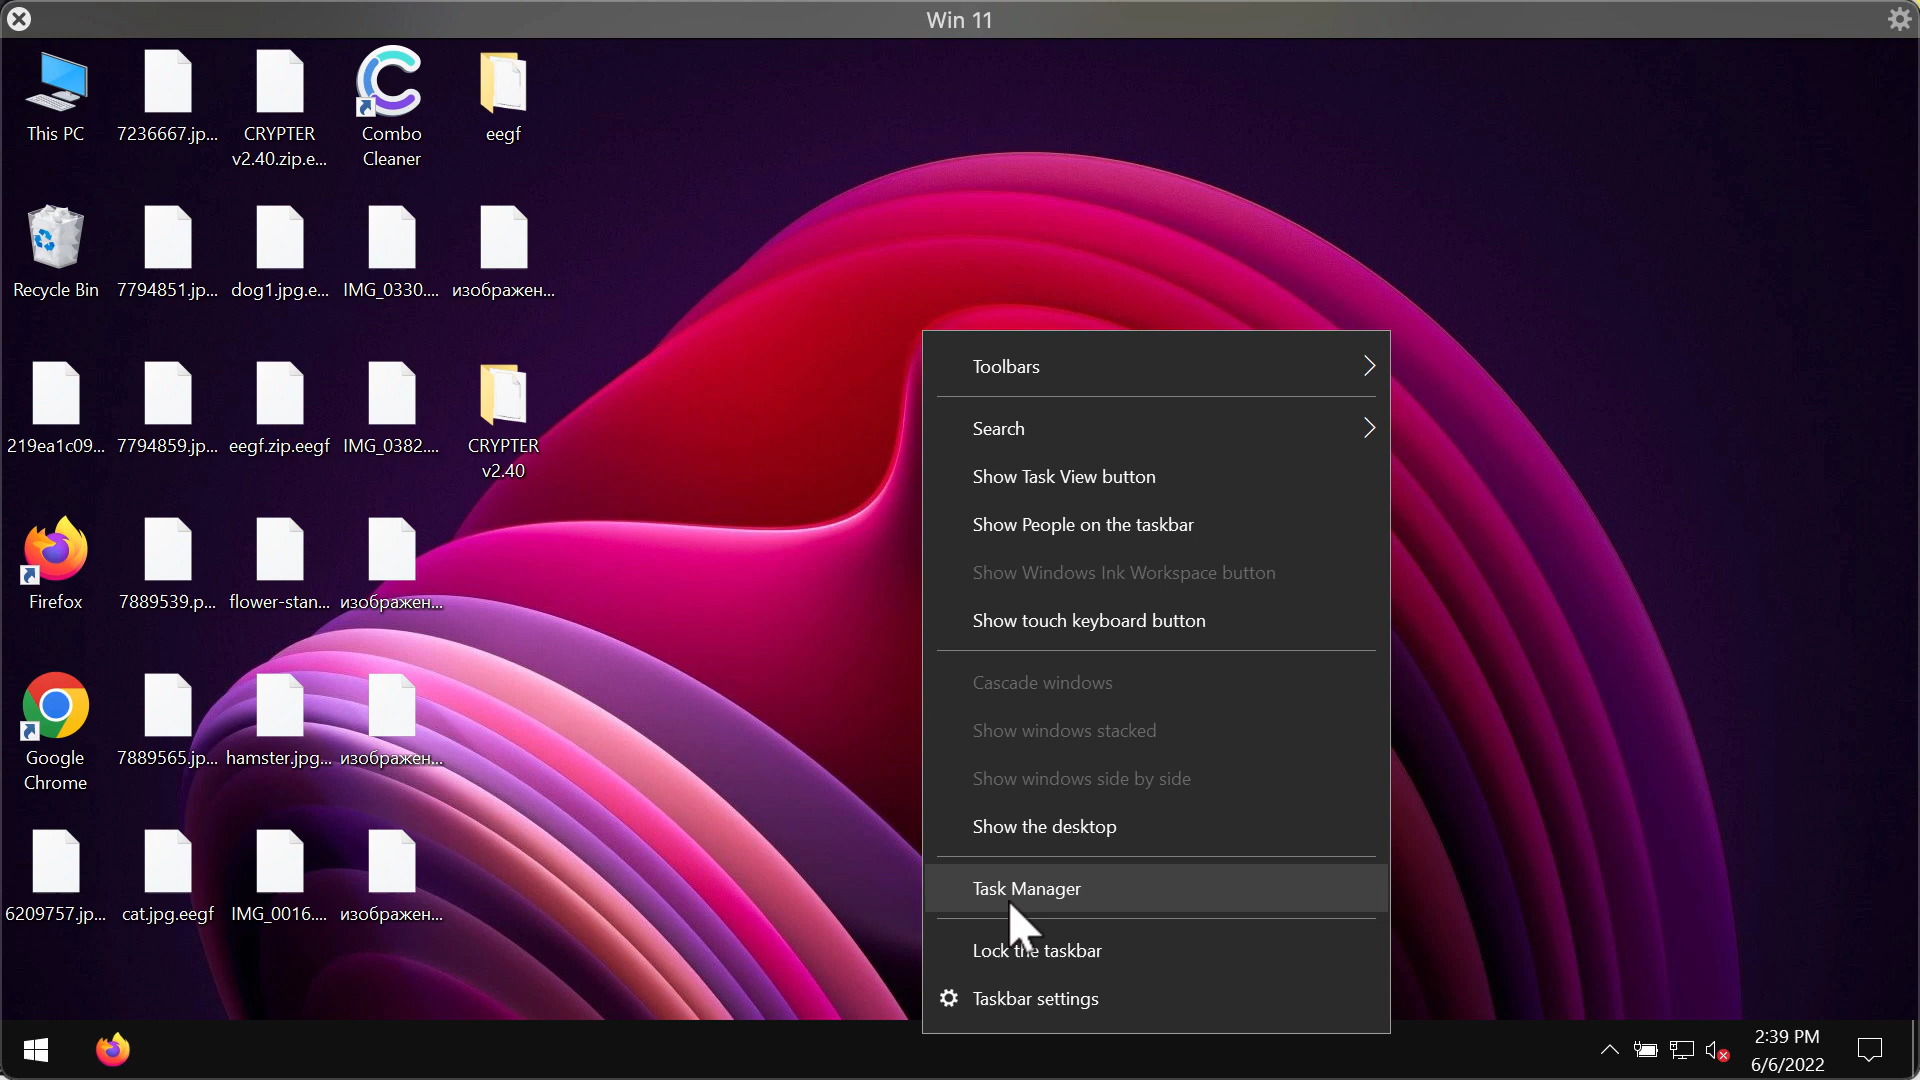 Win 11
This PC
7236667.jp...
CRYPTER
v2.40.zip.e...
Combo
Cleaner
eegf
Recycle Bin
7794851.jp...
dog1.jpg.e...
IMG_0330....
изображен...
219ea1c09...
7794859.jp...
eegf.zip.eegf
IMG_0382....
CRYPTER
v2.40
Firefox
7889539.p...
flower-stan...
изображен...
Google
Chrome
7889565.jp...
hamster.jpg...
изображен...
6209757.jp...
cat.jpg.eegf
IMG_0016....
изображен...
Toolbars
Search
Show Task View button
Show People on the taskbar
Show Windows Ink Workspace button
Show touch keyboard button
Cascade windows
Show windows stacked
Show windows side by side
Show the desktop
Task Manager
Lock the taskbar
Taskbar settings
2:39 PM
6/6/2022